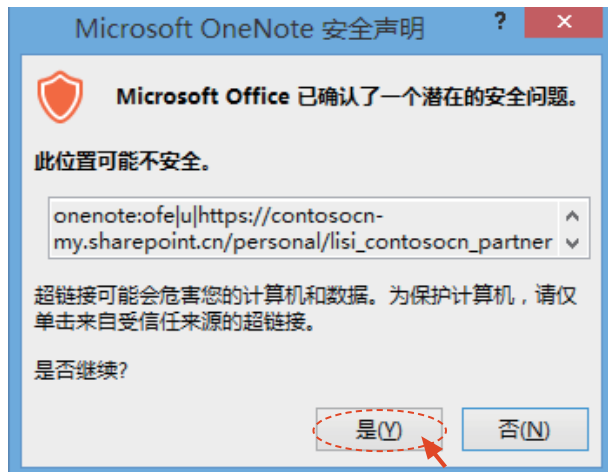 Microsoft OneNote 安全声明
?
Microsoft Office 已确认了一个潜在的安全问题。
此位置可能不安全。
onenote:ofe|u|https://contosocn-
my.sharepoint.cn/personal/lisi_contosocn_partner
超链接可能会危害您的计算机和数据。为保护计算机，请仅
单击来自受信任来源的超链接。
是否继续?
是(Y)
否(N)